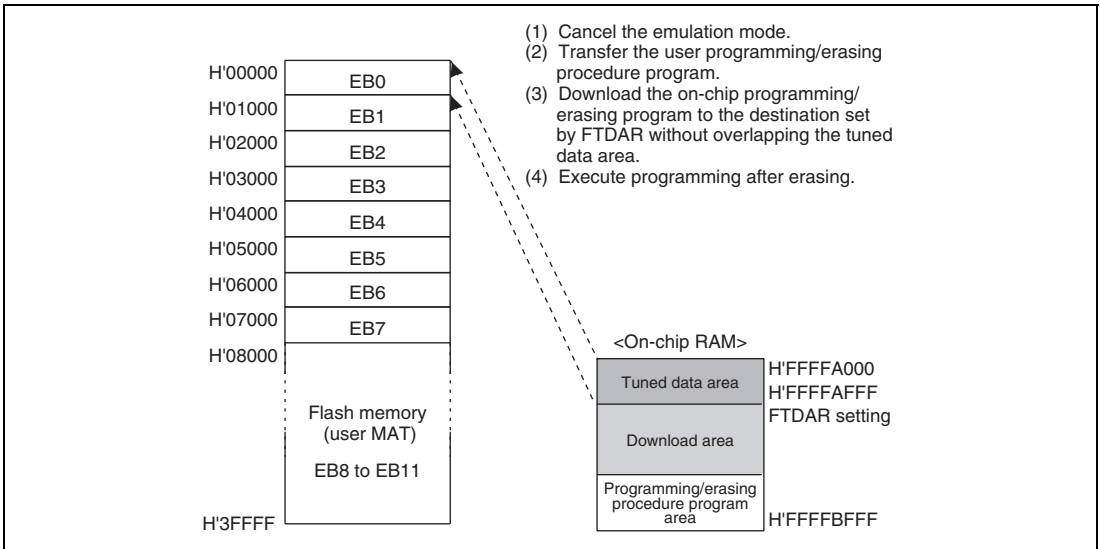 (1) Cancel the emulation mode.
(2) Transfer the user programming/erasing
procedure program.
(3) Download the on-chip programming/
erasing program to the destination set
by FTDAR without overlapping the tuned
data area.
(4) Execute programming after erasing.
H'00000
EB0
H'01000
EB1
H'02000
EB2
H'03000
EB3
H'04000
EB4
H'05000
EB5
H'06000
EB6
H'07000
EB7
H'08000
Flash memory
(user MAT)
EB8 to EB11
H'3FFFF
<On-chip RAM>
H'FFFFA000
Tuned data area
H'FFFFAFFF
FTDAR setting
Download area
Programming/erasing
procedure program
area
H'FFFFBFFF